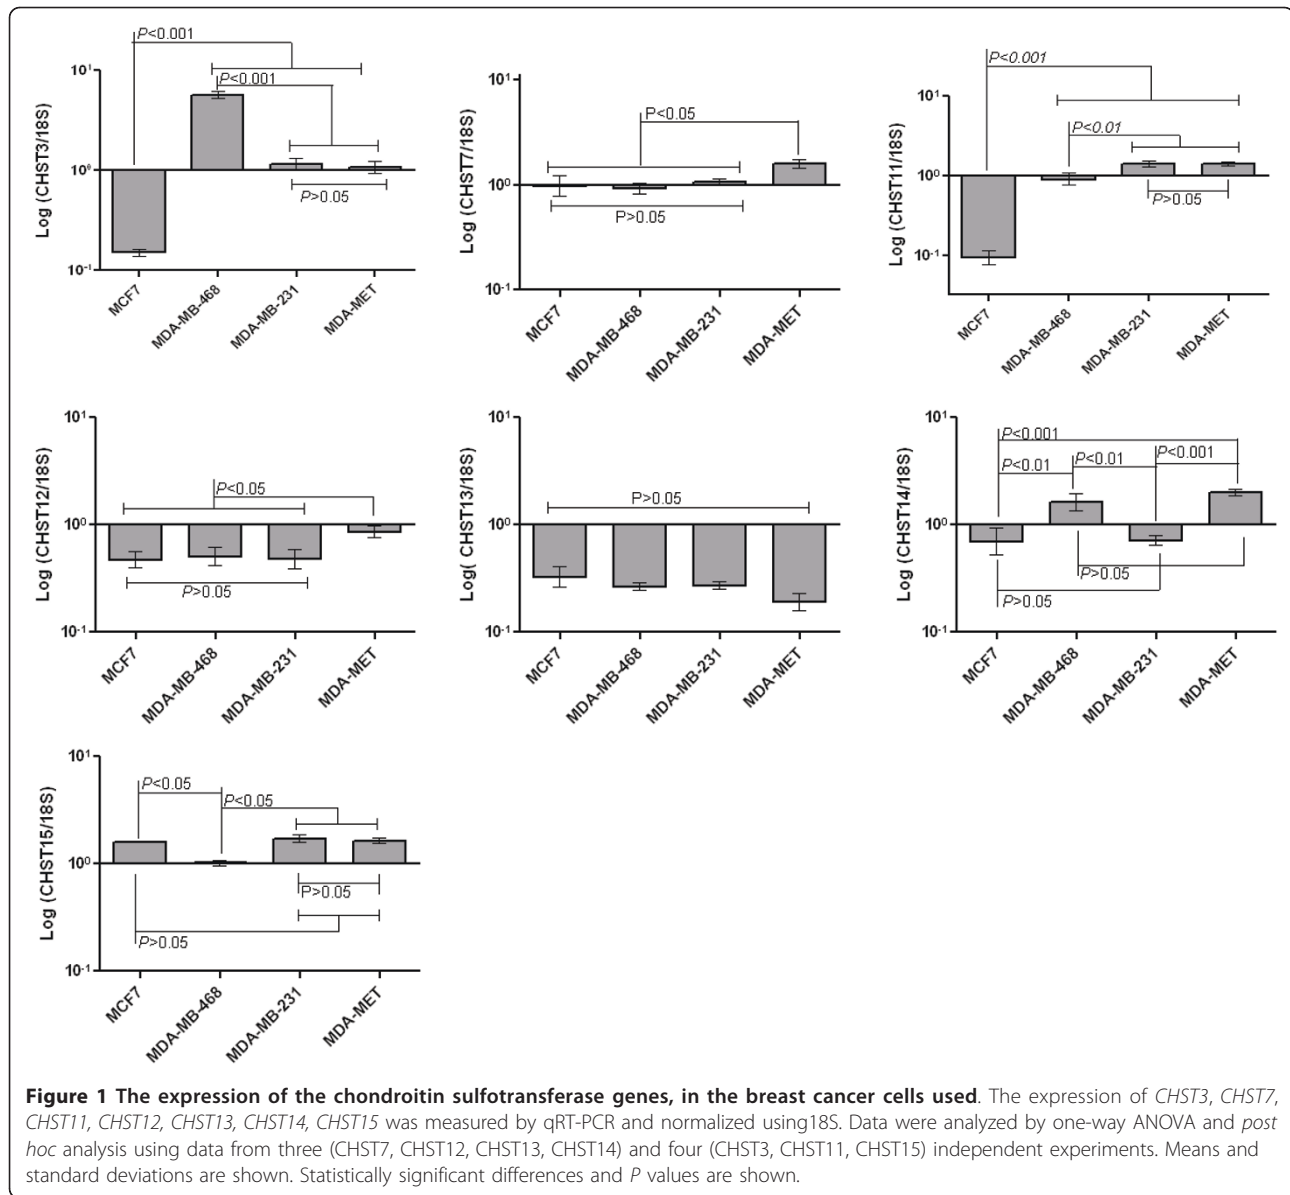 P<0.001
P<0.001
10¹
10⁰
10⁻¹
Log (CHST3/18S)
P>0.05
MCF7
MDA-MB-468
MDA-MB-231
MDA-MET
10¹
10⁰
10⁻¹
Log (CHST7/18S)
P<0.05
P>0.05
MCF7
MDA-MB-468
MDA-MB-231
MDA-MET
P<0.001
10¹
10⁰
10⁻¹
Log (CHST11/18S)
P<0.01
P>0.05
MCF7
MDA-MB-468
MDA-MB-231
MDA-MET
10¹
10⁰
10⁻¹
Log (CHST12/18S)
P<0.05
P>0.05
MCF7
MDA-MB-468
MDA-MB-231
MDA-MET
10¹
10⁰
10⁻¹
Log( CHST13/18S)
P>0.05
MCF7
MDA-MB-468
MDA-MB-231
MDA-MET
10¹
10⁰
10⁻¹
Log (CHST14/18S)
P<0.001
P<0.01
P<0.01
P<0.001
P>0.05
P>0.05
MCF7
MDA-MB-468
MDA-MB-231
MDA-MET
10¹
10⁰
10⁻¹
Log (CHST15/18S)
P<0.05
P<0.05
P>0.05
P>0.05
MCF7
MDA-MB-468
MDA-MB-231
MDA-MET
Figure 1 The expression of the chondroitin sulfotransferase genes, in the breast cancer cells used. The expression of CHST3, CHST7,
CHST11, CHST12, CHST13, CHST14, CHST15 was measured by qRT-PCR and normalized using18S. Data were analyzed by one-way ANOVA and post
hoc analysis using data from three (CHST7, CHST12, CHST13, CHST14) and four (CHST3, CHST11, CHST15) independent experiments. Means and
standard deviations are shown. Statistically significant differences and P values are shown.